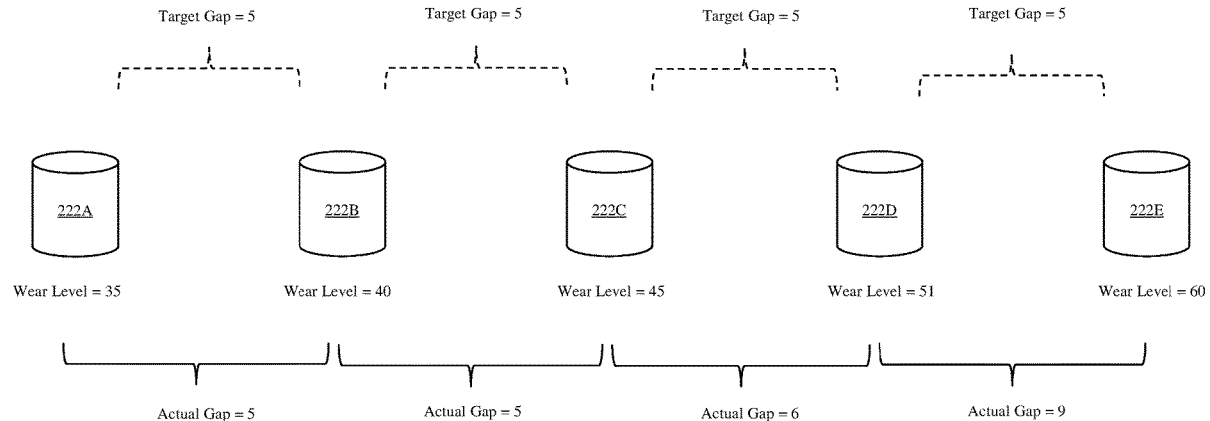 Target Gap = 5
Target Gap = 5
Target Gap = 5
Target Gap = 5
222A
222B
222C
222D
222E
Wear Level = 35
Wear Level = 40
Wear Level = 45
Wear Level = 51
Wear Level = 60
Actual Gap = 5
Actual Gap = 5
Actual Gap = 6
Actual Gap = 9